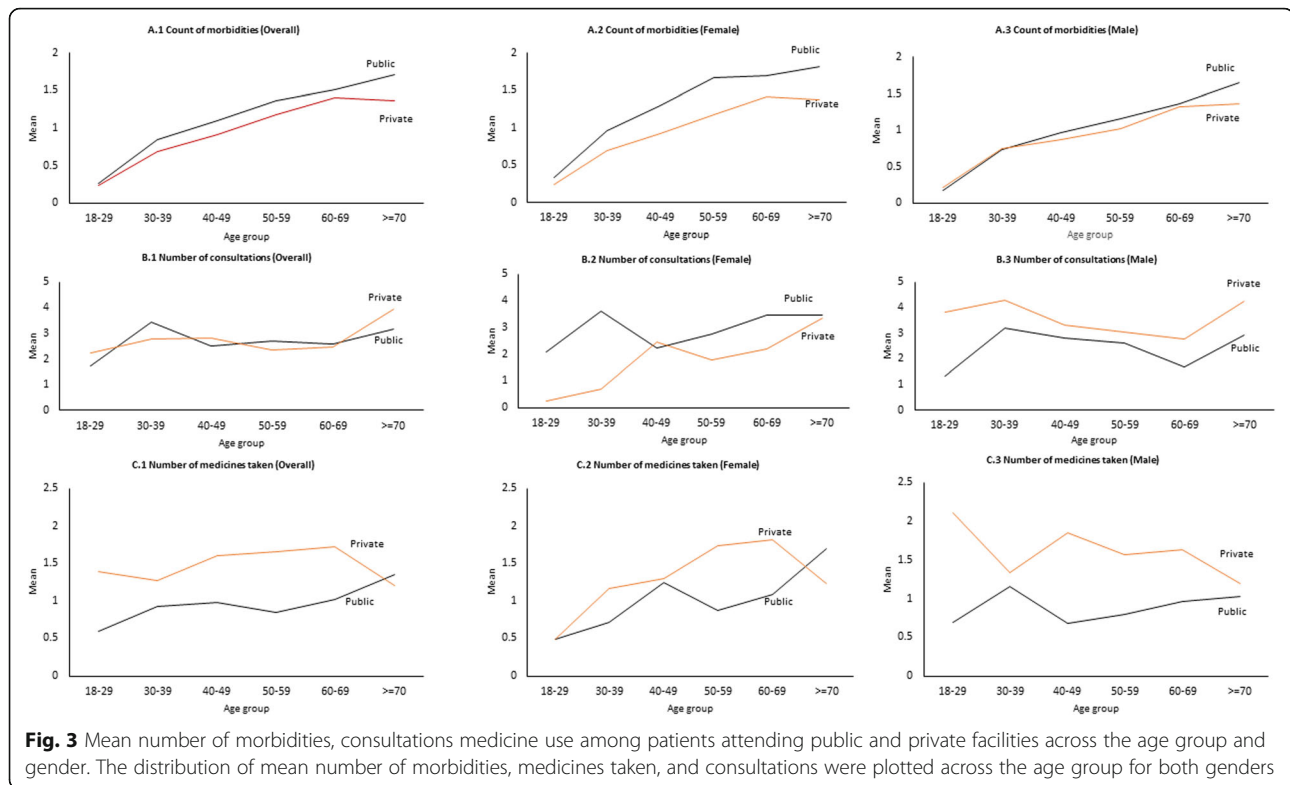 A.1 Count of morbidities (Overall)
2
1.5
1
0.5
0
Mean
Public
Private
18-29 30-39 40-49 50-59 60-69 >=70
Age group
A.2 Count of morbidities (Female)
2
1.5
1
0.5
0
Mean
Public
Private
18-29 30-39 40-49 50-59 60-69 >=70
Age group
A.3 Count of morbidities (Male)
2
1.5
1
0.5
0
Mean
Public
Private
18-29 30-39 40-49 50-59 60-69 >=70
Age group
B.1 Number of consultations (Overall)
5
4
3
2
1
0
Mean
Private
Public
18-29 30-39 40-49 50-59 60-69 >=70
Age group
B.2 Number of consultations (Female)
5
4
3
2
1
0
Mean
Public
Private
18-29 30-39 40-49 50-59 60-69 >=70
Age group
B.3 Number of consultations (Male)
5
4
3
2
1
0
Mean
Private
Public
18-29 30-39 40-49 50-59 60-69 >=70
Age group
C.1 Number of medicines taken (Overall)
2.5
2
1.5
1
0.5
0
Mean
Private
Public
18-29 30-39 40-49 50-59 60-69 >=70
Age group
C.2 Number of medicines taken (Female)
2.5
2
1.5
1
0.5
0
Mean
Private
Public
18-29 30-39 40-49 50-59 60-69 >=70
Age group
C.3 Number of medicines taken (Male)
2.5
2
1.5
1
0.5
0
Mean
Private
Public
18-29 30-39 40-49 50-59 60-69 >=70
Age group
Fig. 3 Mean number of morbidities, consultations medicine use among patients attending public and private facilities across the age group and
gender. The distribution of mean number of morbidities, medicines taken, and consultations were plotted across the age group for both genders